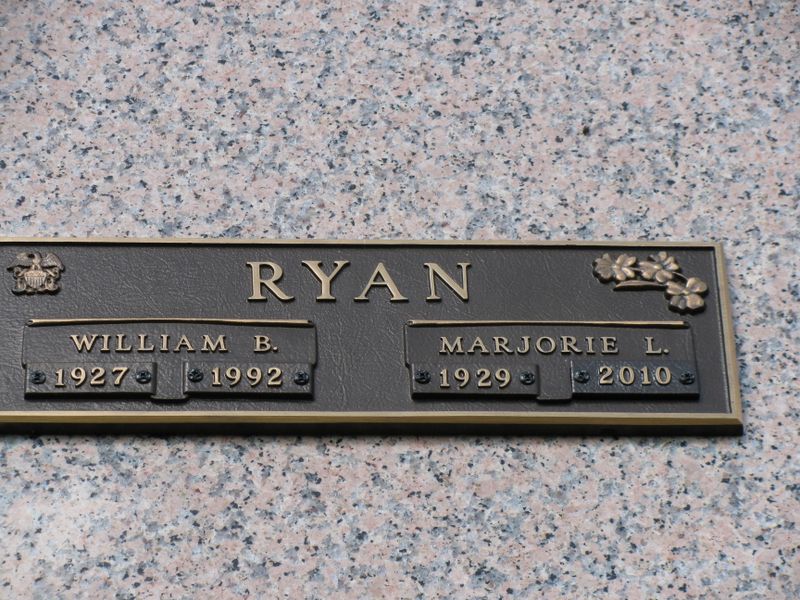 RYAN
WILLIAM B.
1927 1992
MARJORIE L.
1929 2010